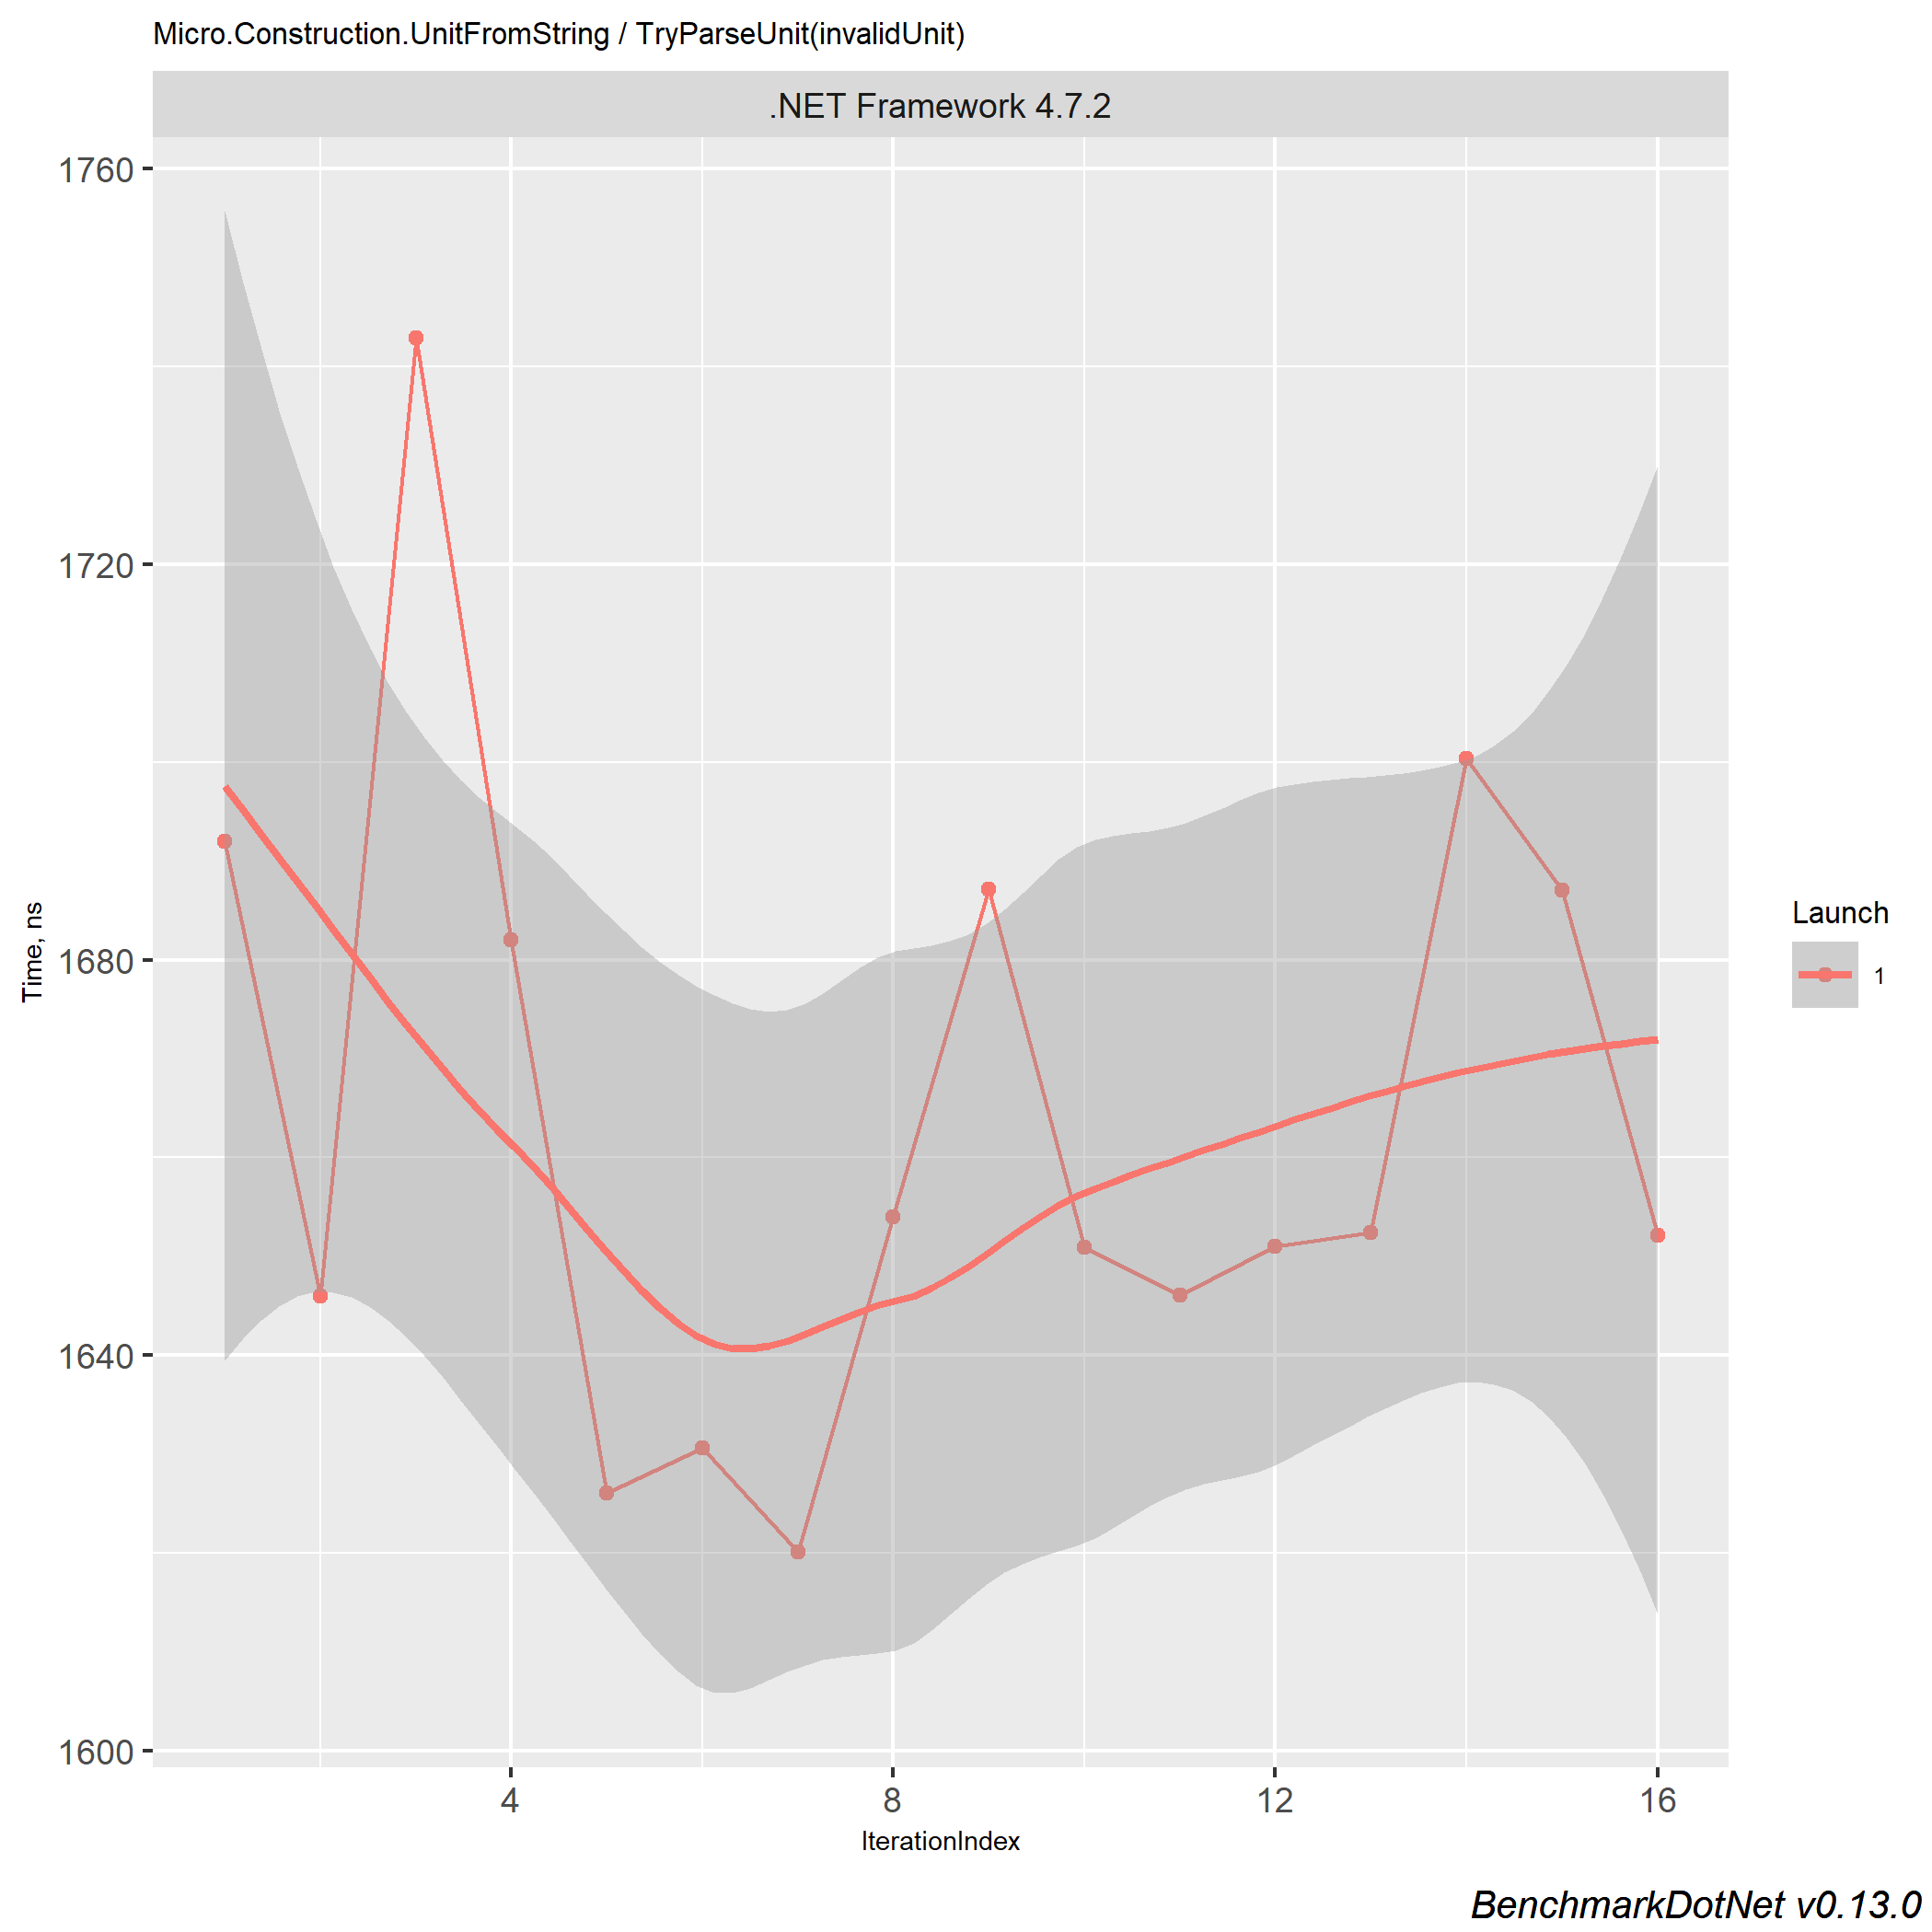 Micro.Construction.UnitFromString / TryParseUnit(invalidUnit)
.NET Framework 4.7.2
1760
1720
1680
1640
1600
Time, ns
4 8 12 16
IterationIndex
Launch
1
BenchmarkDotNet v0.13.0